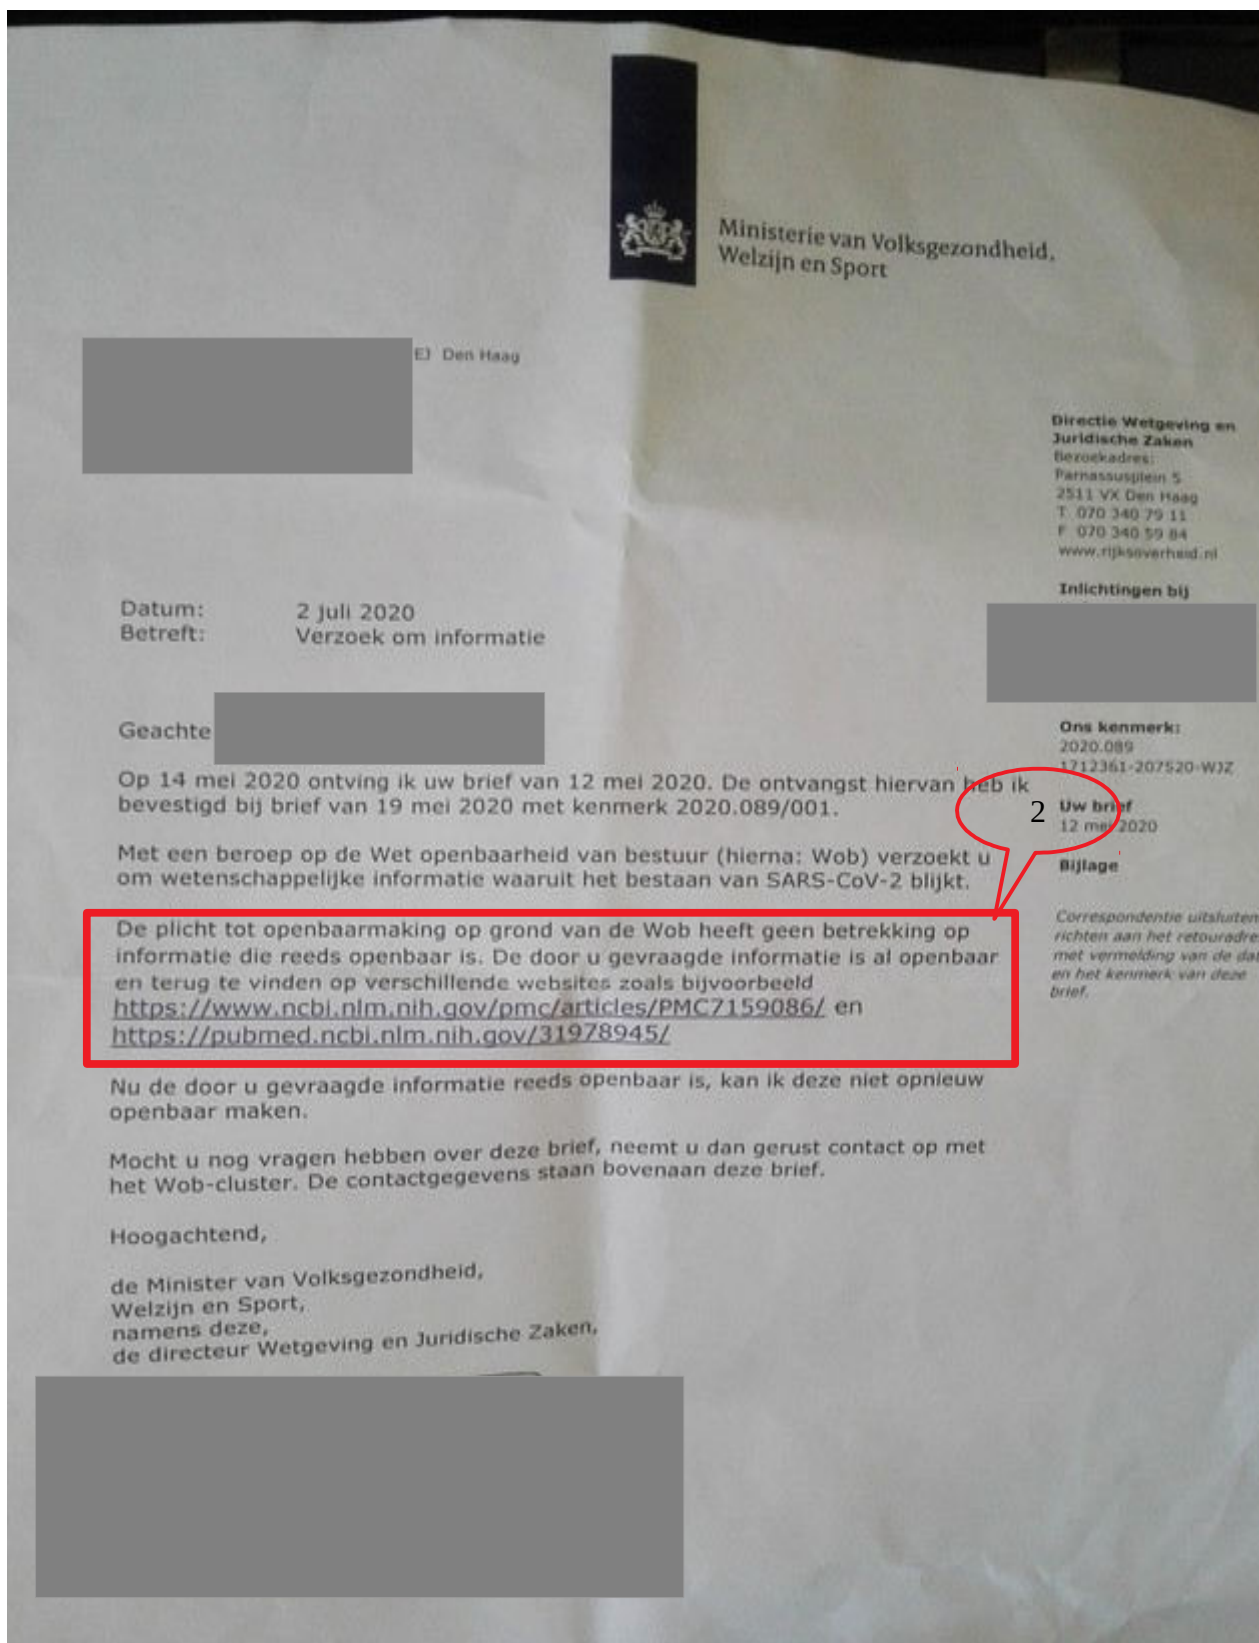 Ministerie van Volksgezondheid,
Welzijn en Sport
EJ Den Haag
Directie Wetgeving en
Juridische Zaken
Bezoekadres:
Parnassusplein 5
2511 VX Den Haag
T 070 340 79 11
F 070 340 59 84
www.rijksoverheid.nl
Inlichtingen bij
Datum: 2 juli 2020
Betreft: Verzoek om informatie
Geachte
Ons kenmerk:
2020.089
1712361-207520-WJZ
Uw brief
12 mei 2020
Bijlage
Correspondentie uitsluiten
richten aan het retouradre
met vermelding van de dat
en het kenmerk van deze
brief.
Op 14 mei 2020 ontving ik uw brief van 12 mei 2020. De ontvangst hiervan heb ik
bevestigd bij brief van 19 mei 2020 met kenmerk 2020.089/001.
2
Met een beroep op de Wet openbaarheid van bestuur (hierna: Wob) verzoekt u
om wetenschappelijke informatie waaruit het bestaan van SARS-CoV-2 blijkt.
De plicht tot openbaarmaking op grond van de Wob heeft geen betrekking op
informatie die reeds openbaar is. De door u gevraagde informatie is al openbaar
en terug te vinden op verschillende websites zoals bijvoorbeeld
https://www.ncbi.nlm.nih.gov/pmc/articles/PMC7159086/ en
https://pubmed.ncbi.nlm.nih.gov/31978945/
Nu de door u gevraagde informatie reeds openbaar is, kan ik deze niet opnieuw
openbaar maken.
Mocht u nog vragen hebben over deze brief, neemt u dan gerust contact op met
het Wob-cluster. De contactgegevens staan bovenaan deze brief.
Hoogachtend,
de Minister van Volksgezondheid,
Welzijn en Sport,
namens deze,
de directeur Wetgeving en Juridische Zaken,